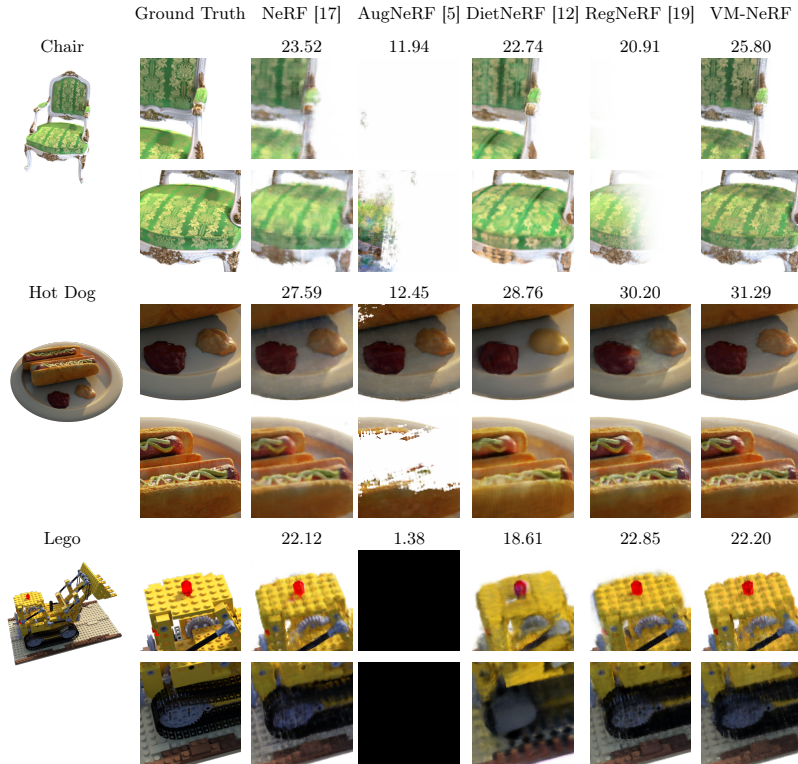 Ground Truth NeRF [17] AugNeRF [5] DietNeRF [12] RegNeRF [19] VM-NeRF
Chair 23.52 11.94 22.74 20.91 25.80
Hot Dog 27.59 12.45 28.76 30.20 31.29
Lego 22.12 1.38 18.61 22.85 22.20